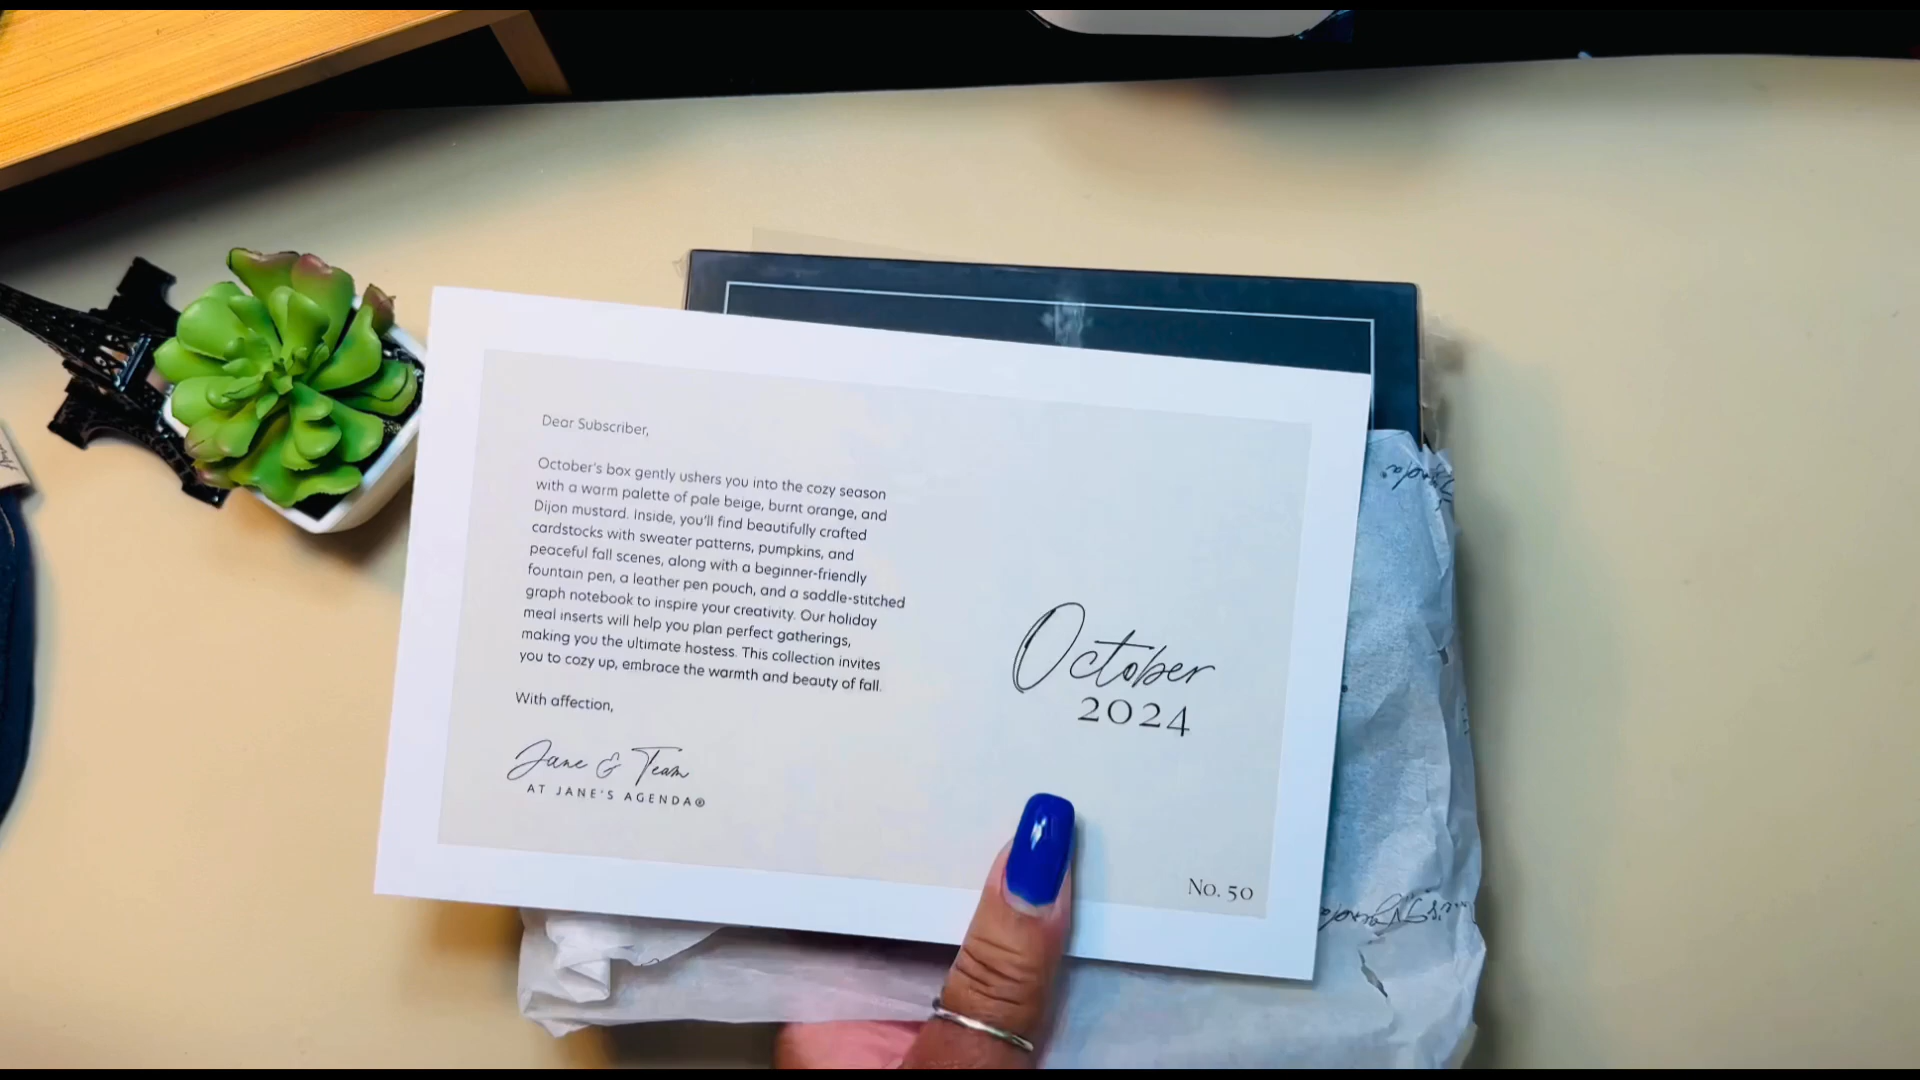 Dear Subscriber,
October's box gently ushers you into the cozy season
with a warm palette of pale beige, burnt orange, and
Dijon mustard. Inside, you'll find beautifully crafted
cardstocks with sweater patterns, pumpkins, and
peaceful fall scenes, along with a beginner-friendly
fountain pen, a leather pen pouch, and a saddle-stitched
graph notebook to inspire your creativity. Our holiday
meal inserts will help you plan perfect gatherings,
making you the ultimate hostess. This collection invites
you to cozy up, embrace the warmth and beauty of fall.
With affection,
Jane & Team
AT JANE'S AGENDA®
October
2024
No. 50